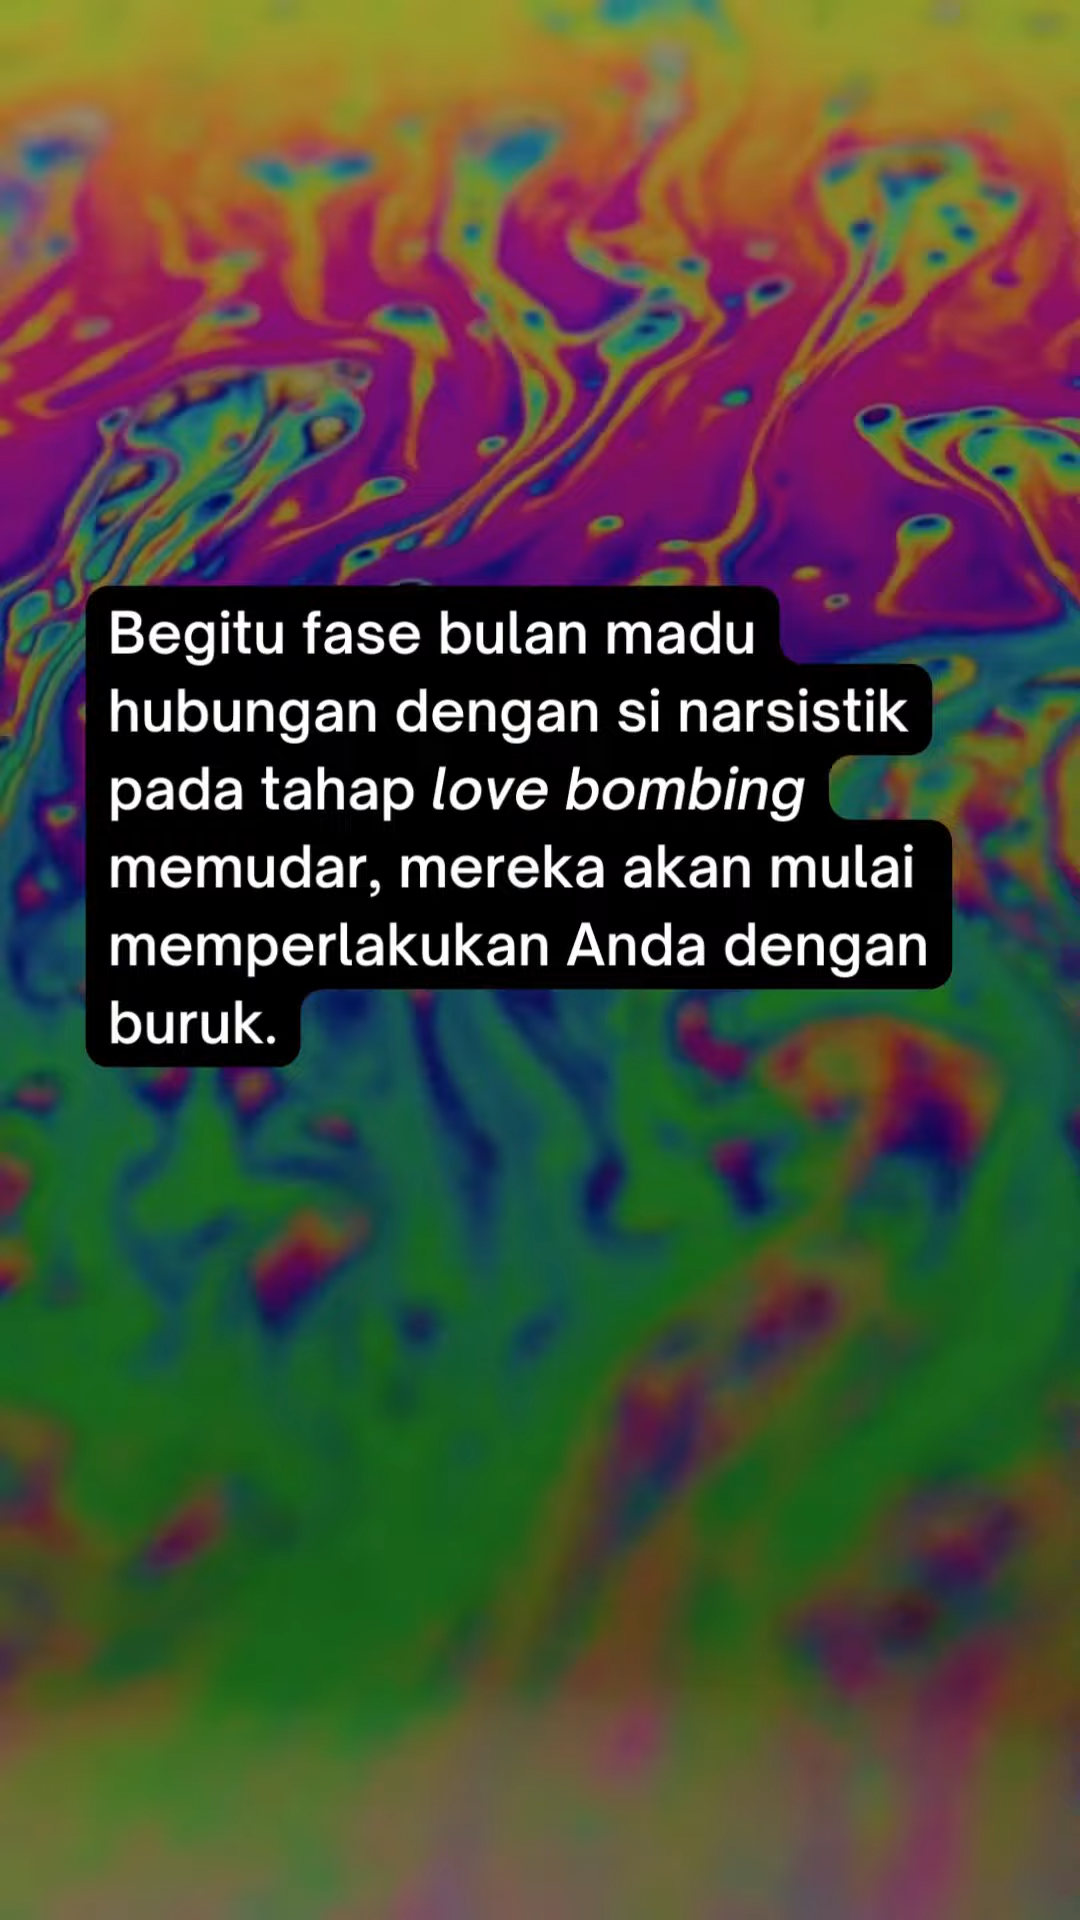 Begitu fase bulan madu
hubungan dengan si narsistik
pada tahap love bombing
memudar, mereka akan mulai
memperlakukan Anda dengan
buruk.